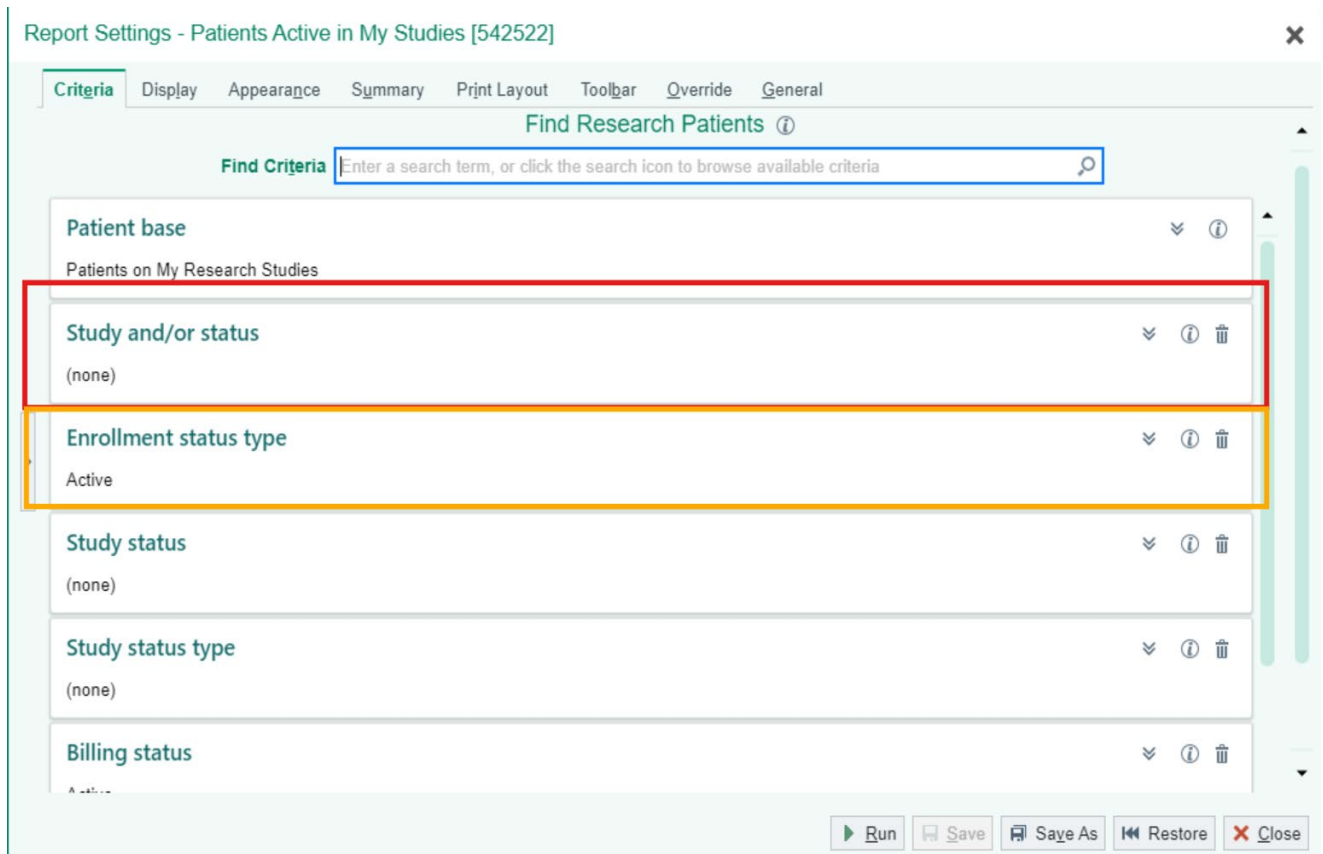 Report Settings - Patients Active in My Studies [542522]
Criteria Display Appearance Summary Print Layout Toolbar Override General
Find Research Patients
Find Criteria Enter a search term, or click the search icon to browse available criteria
Patient base
Patients on My Research Studies
Study and/or status
(none)
Enrollment status type
Active
Study status
(none)
Study status type
(none)
Billing status
Active
Run Save Save As Restore Close